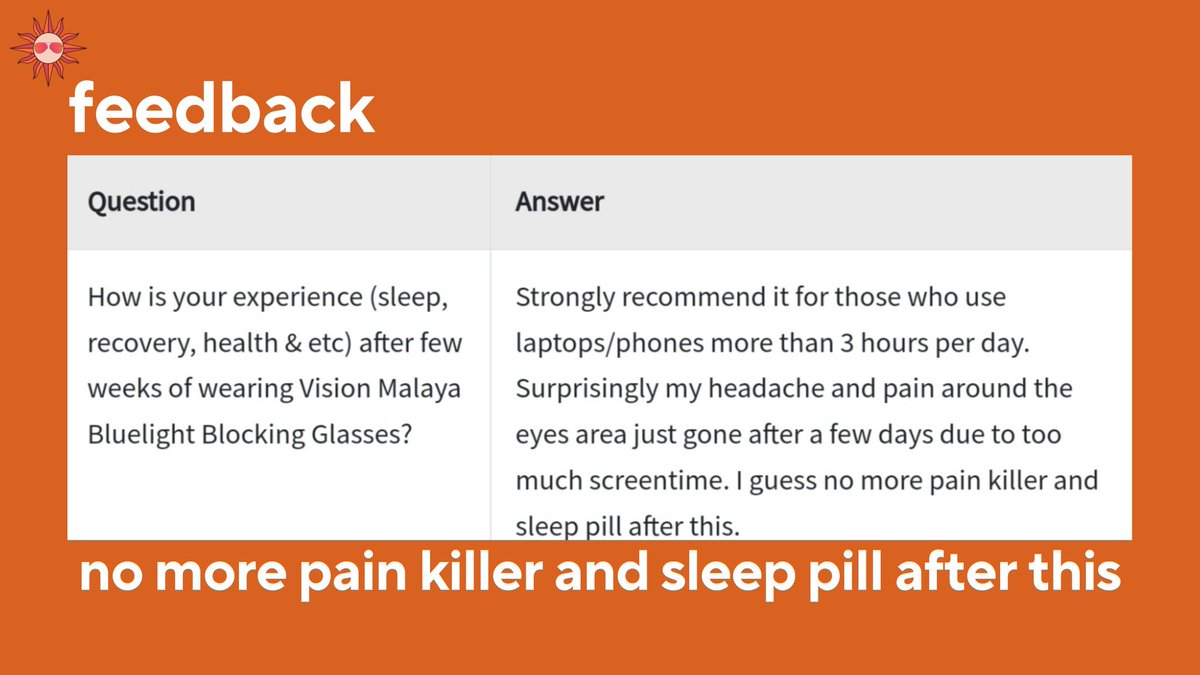 feedback
Question
Answer
How is your experience (sleep,
recovery, health & etc) after few
weeks of wearing Vision Malaya
Bluelight Blocking Glasses?
Strongly recommend it for those who use
laptops/phones more than 3 hours per day.
Surprisingly my headache and pain around the
eyes area just gone after a few days due to too
much screentime. I guess no more pain killer and
sleep pill after this.
no more pain killer and sleep pill after this